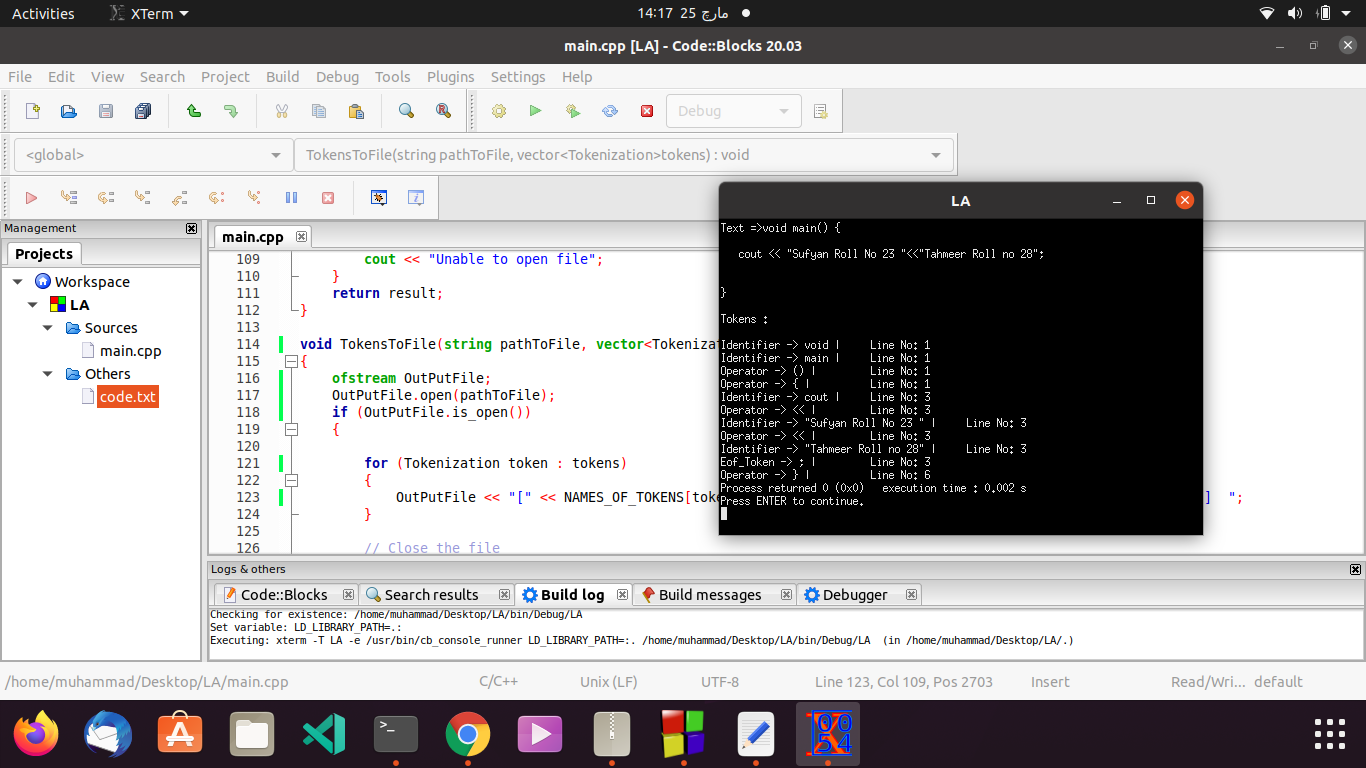 Activities
XTerm
14:17 25 مارچ
main.cpp [LA] - Code::Blocks 20.03
File Edit View Search Project Build Debug Tools Plugins Settings Help
Debug
<global>
TokensToFile(string pathToFile, vector<Tokenization>tokens) : void
Management
Projects
Workspace
LA
Sources
main.cpp
Others
code.txt
main.cpp
109 cout << "Unable to open file";
110 }
111 return result;
112 }
113
114 void TokensToFile(string pathToFile, vector<Tokeniza
115 {
116 ofstream OutPutFile;
117 OutPutFile.open(pathToFile);
118 if (OutPutFile.is_open())
119 {
120
121 for (Tokenization token : tokens)
122 {
123 OutPutFile << "[" << NAMES_OF_TOKENS[tok ] ";
124 }
125
126 // Close the file
LA
Text =>void main() {
cout << "Sufyan Roll No 23 "<<"Tahmeer Roll no 28";
}
Tokens :
Identifier -> void | Line No: 1
Identifier -> main | Line No: 1
Operator -> () | Line No: 1
Operator -> { | Line No: 1
Identifier -> cout | Line No: 3
Operator -> << | Line No: 3
Identifier -> "Sufyan Roll No 23 " | Line No: 3
Operator -> << | Line No: 3
Identifier -> "Tahmeer Roll no 28" | Line No: 3
Eof_Token -> ; | Line No: 3
Operator -> } | Line No: 6
Process returned 0 (0x0) execution time : 0.002 s
Press ENTER to continue.
Logs & others
Code::Blocks Search results Build log Build messages Debugger
Checking for existence: /home/muhammad/Desktop/LA/bin/Debug/LA
Set variable: LD_LIBRARY_PATH=.:
Executing: xterm -T LA -e /usr/bin/cb_console_runner LD_LIBRARY_PATH=:. /home/muhammad/Desktop/LA/bin/Debug/LA (in /home/muhammad/Desktop/LA/.)
/home/muhammad/Desktop/LA/main.cpp C/C++ Unix (LF) UTF-8 Line 123, Col 109, Pos 2703 Insert Read/Wri... default